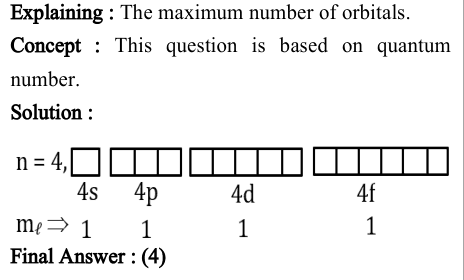 Explaining : The maximum number of orbitals.
Concept : This question is based on quantum
number.
Solution :
n = 4,
4s 4p 4d 4f
mℓ ⇒ 1 1 1 1
Final Answer : (4)